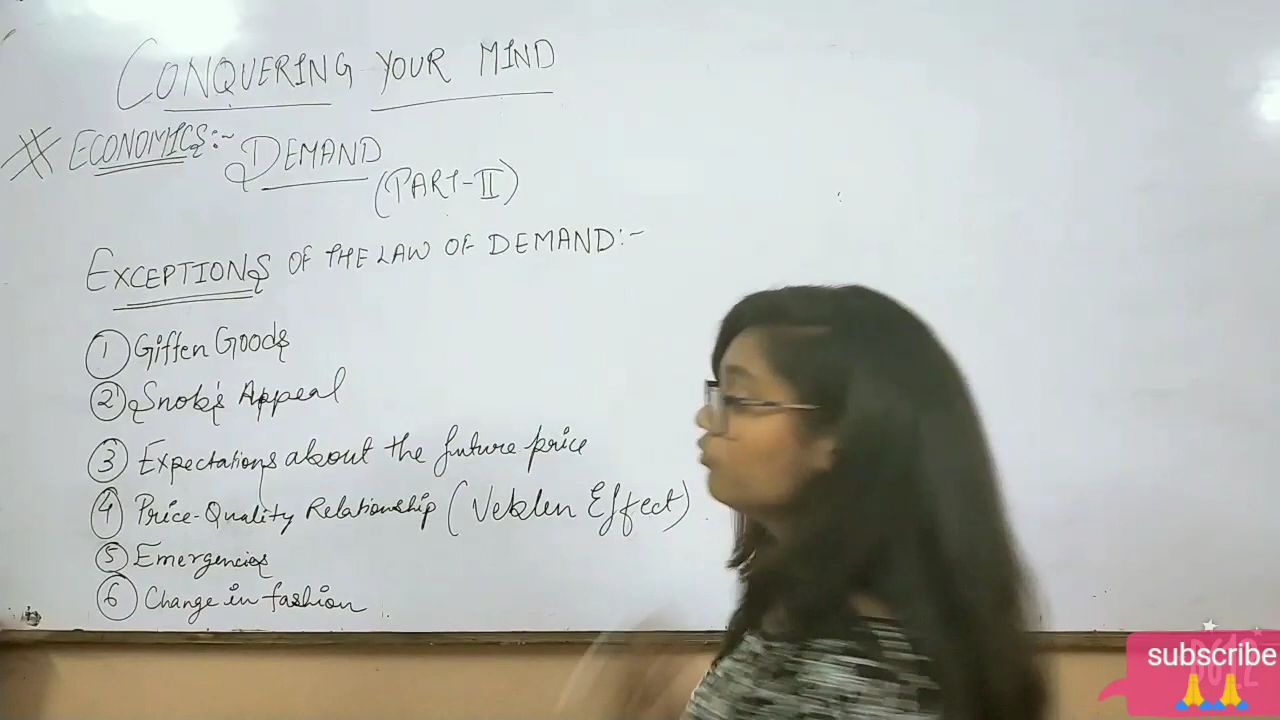 CONQUERING YOUR MIND
# ECONOMICS:-
DEMAND
(PART-II)
EXCEPTIONS OF THE LAW OF DEMAND:-
1 Giffen Goods
2 Snob's Appeal
3 Expectations about the future price
4 Price-Quality Relationship (Veblen Effect)
5 Emergencies
6 Change in fashion
subscribe